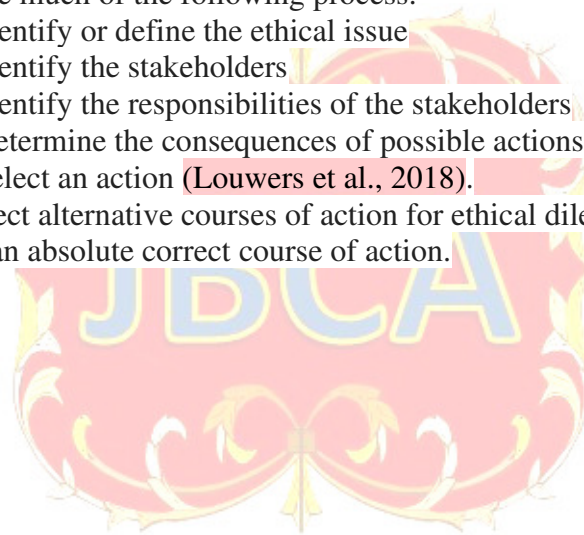 e much of the following process:
entify or define the ethical issue
entify the stakeholders
entify the responsibilities of the stakeholders
etermine the consequences of possible actions
elect an action (Louwers et al., 2018).
ect alternative courses of action for ethical dile
an absolute correct course of action.
JBCA